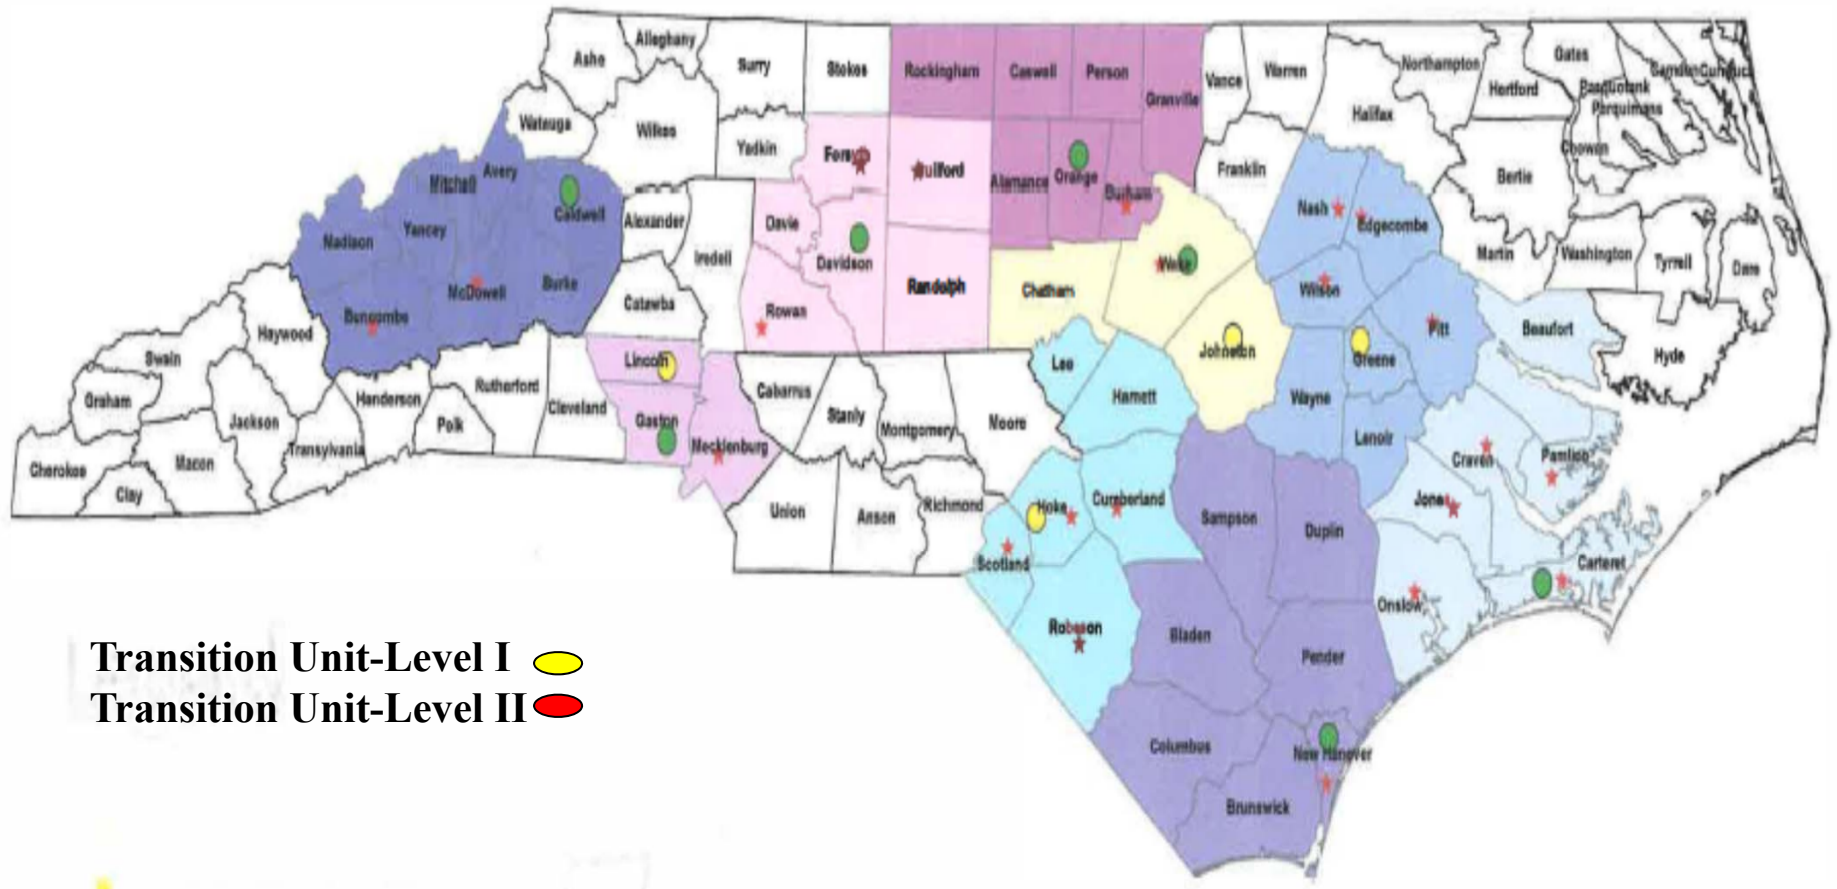 Ashe
Alleghany
Surry
Stokes
Rockingham
Caswell
Person
Granville
Vance
Warren
Northampton
Gates
Hertford
Pasquotank
Perquimans
Halifax
Watauga
Wilkes
Yadkin
Alamance
Orange
Durham
Franklin
Nash
Edgecombe
Bertie
Chowan
Avery
Mitchell
Caldwell
Alexander
Davie
Davidson
Iredell
Madison
Yancey
McDowell
Burke
Catawba
Rowan
Randolph
Chatham
Wake
Wilson
Pitt
Martin
Washington
Tyrrell
Dare
Beaufort
Hyde
Buncombe
Haywood
Swain
Graham
Jackson
Henderson
Rutherford
Polk
Cleveland
Lincoln
Gaston
Mecklenburg
Cabarrus
Stanly
Montgomery
Moore
Lee
Harnett
Johnston
Greene
Wayne
Lenoir
Craven
Pamlico
Jones
Cherokee
Clay
Macon
Transylvania
Union
Anson
Richmond
Hoke
Cumberland
Scotland
Sampson
Duplin
Onslow
Carteret
Robeson
Bladen
Pender
Columbus
New Hanover
Brunswick
Transition Unit-Level I
Transition Unit-Level II